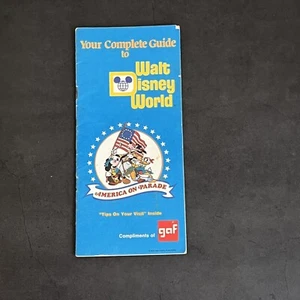 Your Complete Guide
to
Walt
Disney
World
AMERICA ON PARADE
"Tips On Your Visit" Inside
Compliments of gaf